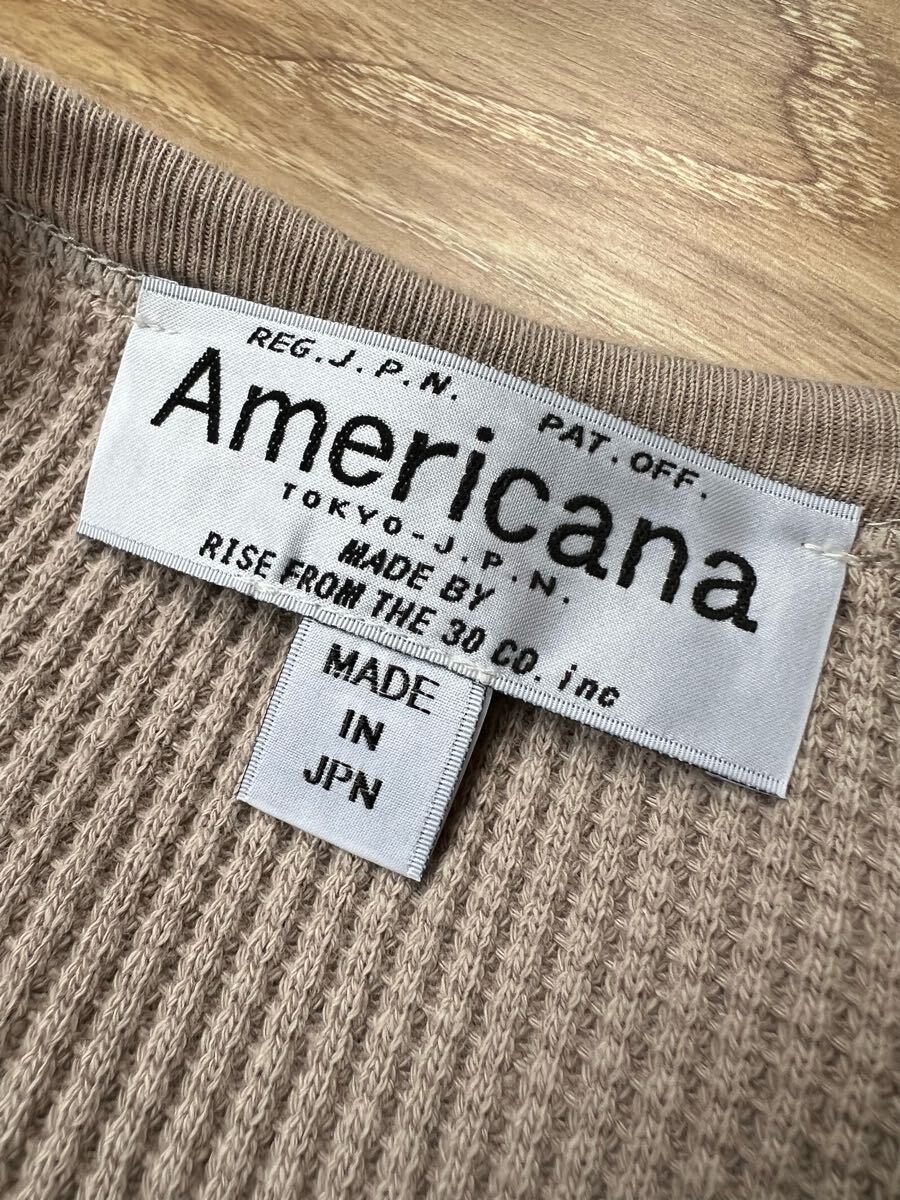 REG.J.P.N. PAT.OFF.
Americana
TOKYO-J.P.N.
MADE BY
RISE FROM THE 30 CO.inc
MADE
IN
JPN